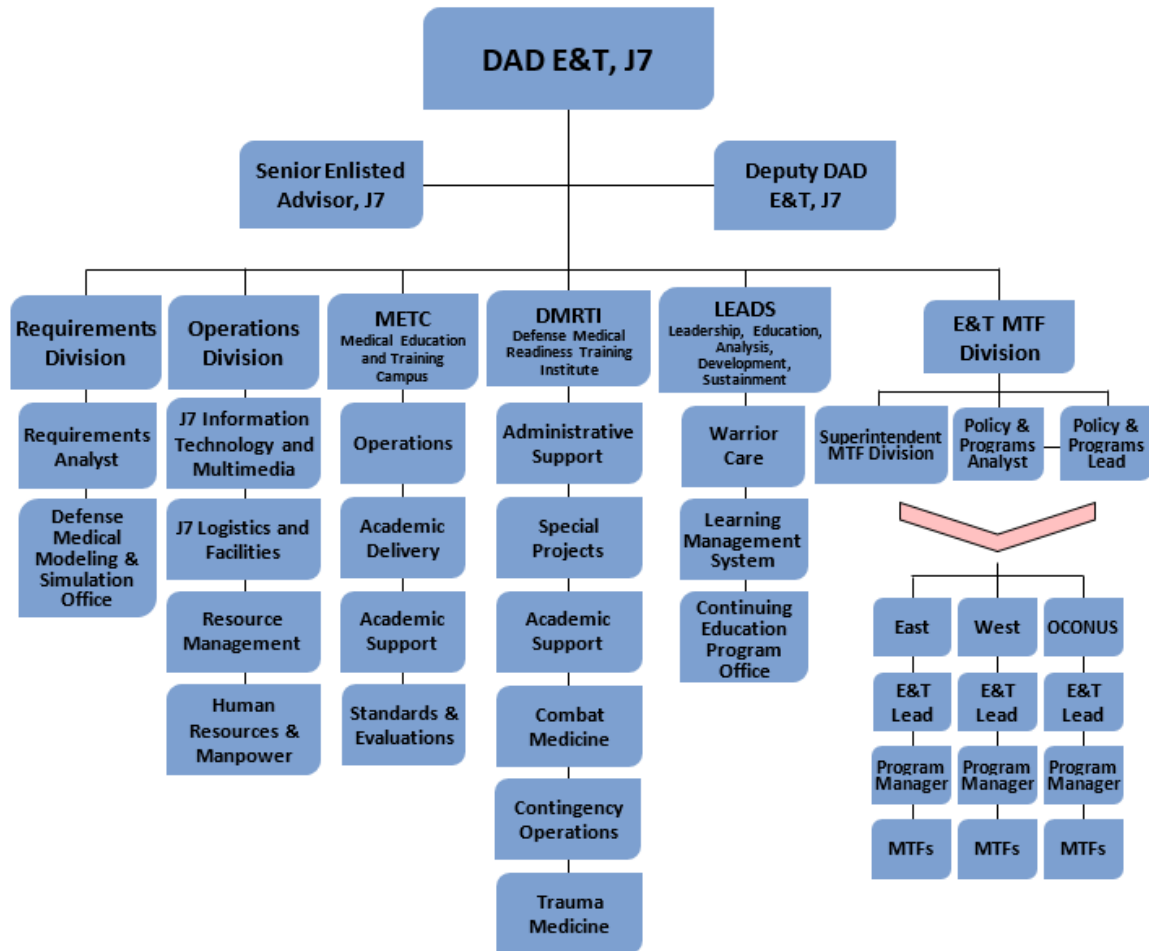 DAD E&T, J7
Senior Enlisted
Advisor, J7
Deputy DAD
E&T, J7
Requirements
Division
Requirements
Analyst
Defense
Medical
Modeling &
Simulation
Office
Operations
Division
J7 Information
Technology and
Multimedia
J7 Logistics and
Facilities
Resource
Management
Human
Resources &
Manpower
METC
Medical Education
and Training
Campus
Operations
Academic
Delivery
Academic
Support
Standards &
Evaluations
DMRTI
Defense Medical
Readiness Training
Institute
Administrative
Support
Special
Projects
Academic
Support
Combat
Medicine
Contingency
Operations
Trauma
Medicine
LEADS
Leadership, Education,
Analysis,
Development,
Sustainment
Warrior
Care
Learning
Management
System
Continuing
Education
Program
Office
E&T MTF
Division
Superintendent
MTF Division
Policy &
Programs
Analyst
Policy &
Programs
Lead
East
E&T
Lead
Program
Manager
MTFs
West
E&T
Lead
Program
Manager
MTFs
OCONUS
E&T
Lead
Program
Manager
MTFs